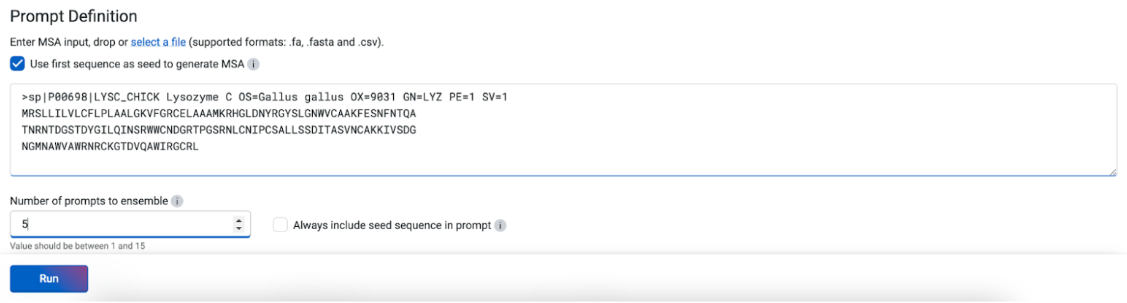 Prompt Definition
Enter MSA input, drop or select a file (supported formats: .fa, .fasta and .csv).
Use first sequence as seed to generate MSA i
>sp|P00698|LYSC_CHICK Lysozyme C OS=Gallus gallus OX=9031 GN=LYZ PE=1 SV=1
MRSLLILVLCFLPLAALGKVFGRCELAAAMKRHGLDNYRGYSLGNWVCAAKFESNFNTQA
TNRNTDGSTDYGILQINSRWWCNDGRTPGSRNLCNIPCSALLSSDITASVNCAKKIVSDG
NGMNAWVAWRNRCKGTDVQAWIRGCRL
Number of prompts to ensemble i
5 Always include seed sequence in prompt i
Value should be between 1 and 15
Run